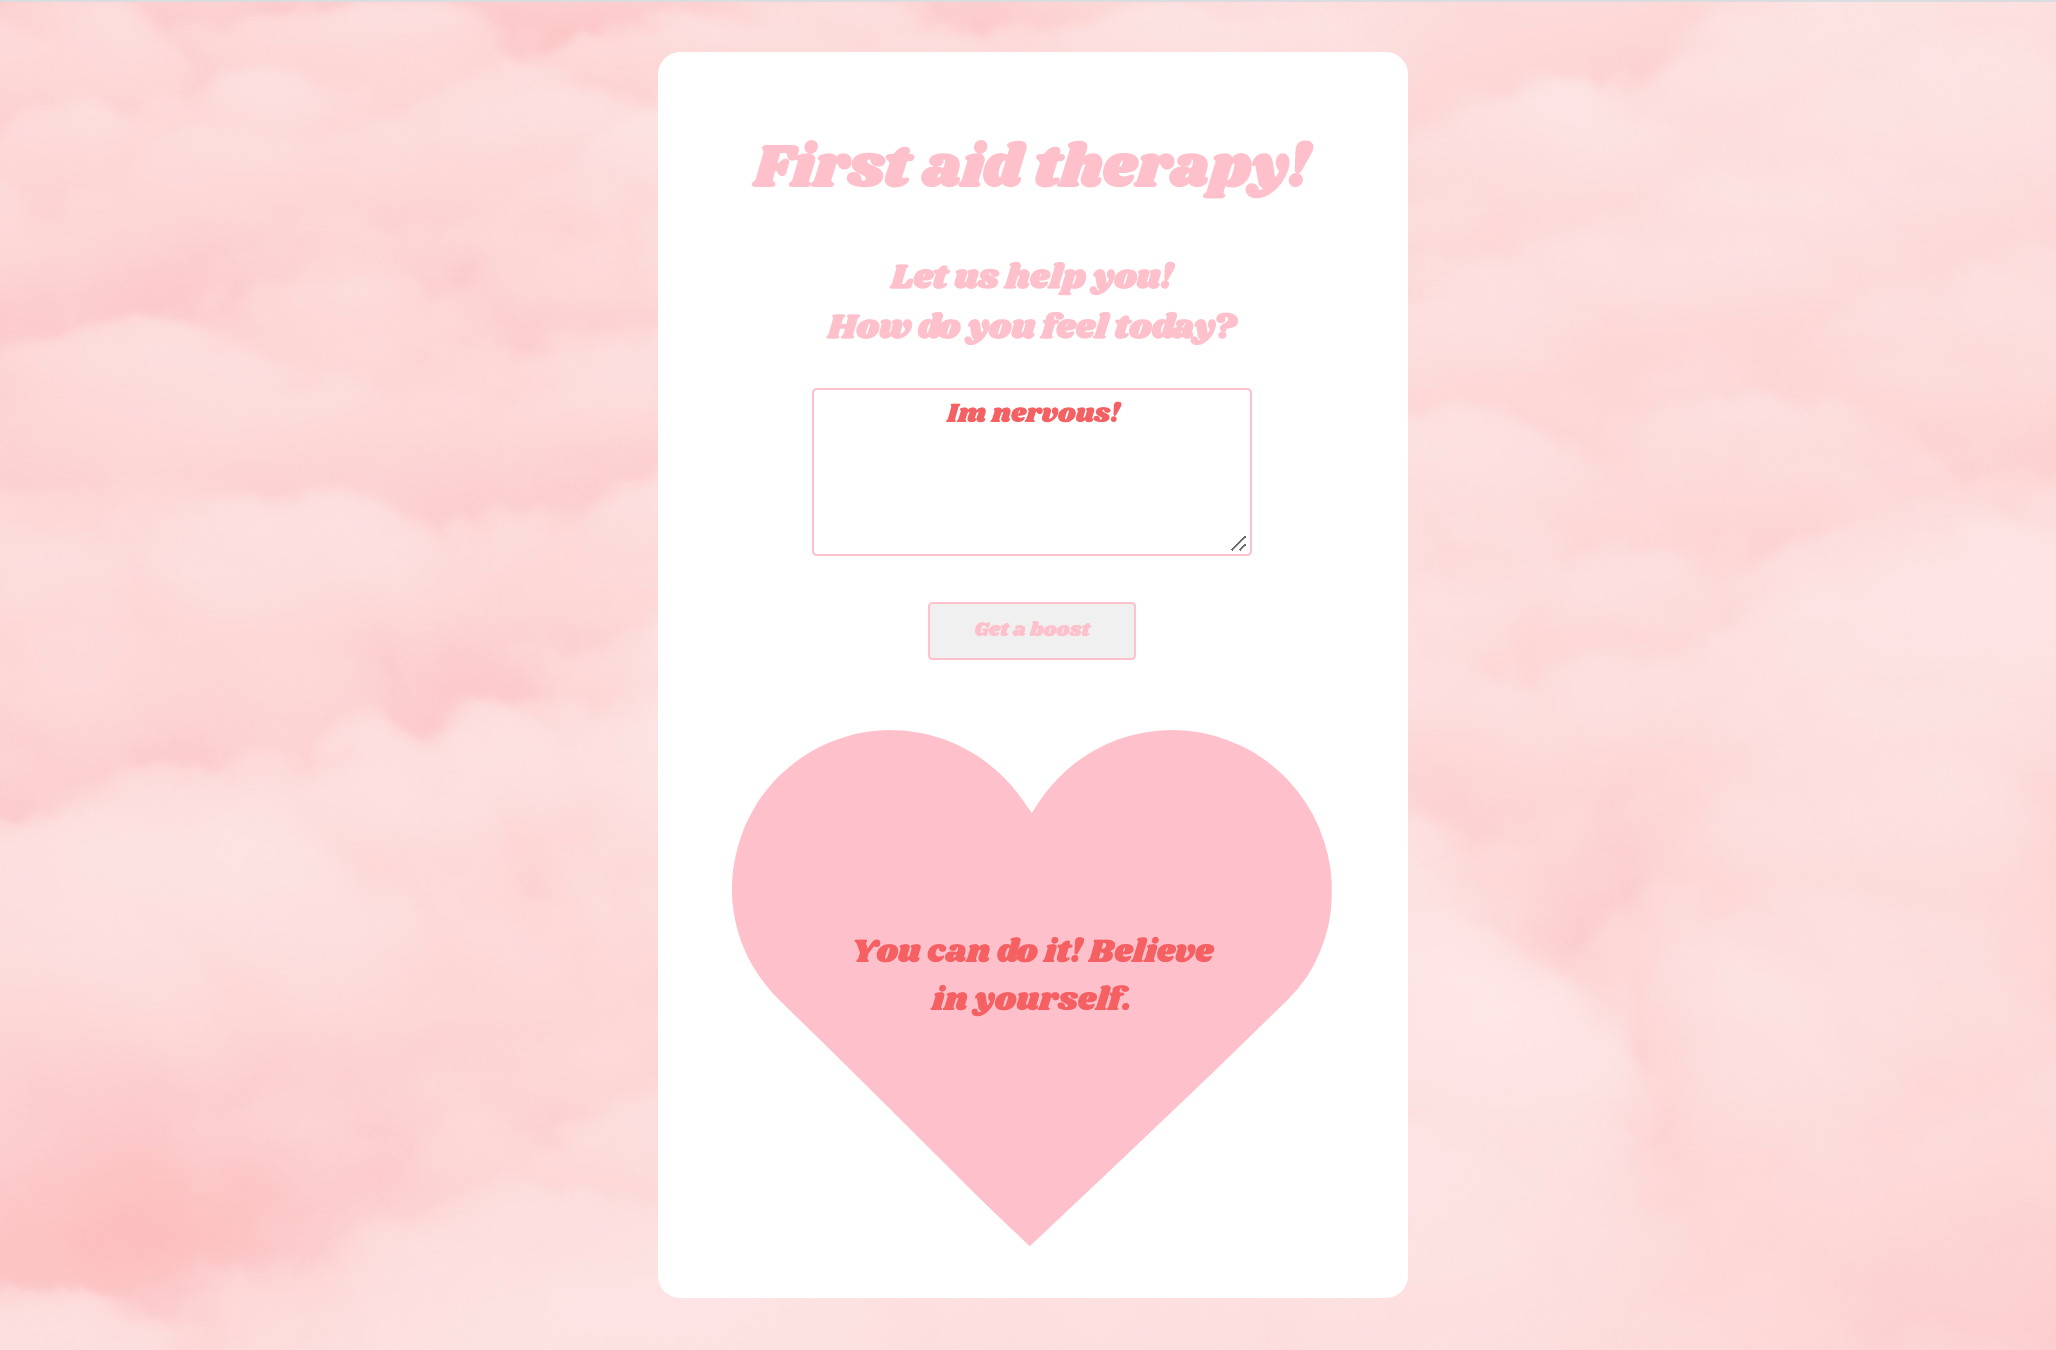 First aid therapy!
Let us help you!
How do you feel today?
Im nervous!
Get a boost
You can do it! Believe
in yourself.